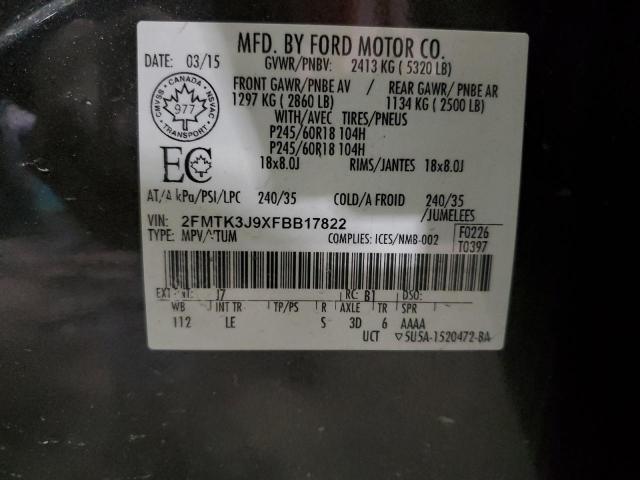 MFD. BY FORD MOTOR CO.
DATE: 03/15 GVWR/PNBV: 2413 KG ( 5320 LB)
FRONT GAWR/PNBE AV / REAR GAWR/ PNBE AR
1297 KG ( 2860 LB) 1134 KG ( 2500 LB)
WITH/AVEC TIRES/PNEUS
P245/60R18 104H
P245/60R18 104H
18x8.0J RIMS/JANTES 18x8.0J
CMVSS - CANADA - NSVAC
977
TRANSPORT
EC
AT/A kPa/PSI/LPC 240/35 COLD/A FROID 240/35
/JUMELEES
VIN: 2FMTK3J9XFBB17822
TYPE: MPV/VTUM COMPLIES: ICES/NMB-002
F0226
T0397
EXT PNT: J7 RC: B1 DSO:
WB INT TR TP/PS R AXLE TR SPR
112 LE S 3D 6 AAAA
UCT ▽5U5A-1520472-BA